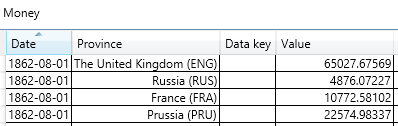 Money
Date Province Data key Value
1862-08-01 The United Kingdom (ENG) 65027.67569
1862-08-01 Russia (RUS) 4876.07227
1862-08-01 France (FRA) 10772.58102
1862-08-01 Prussia (PRU) 22574.98337